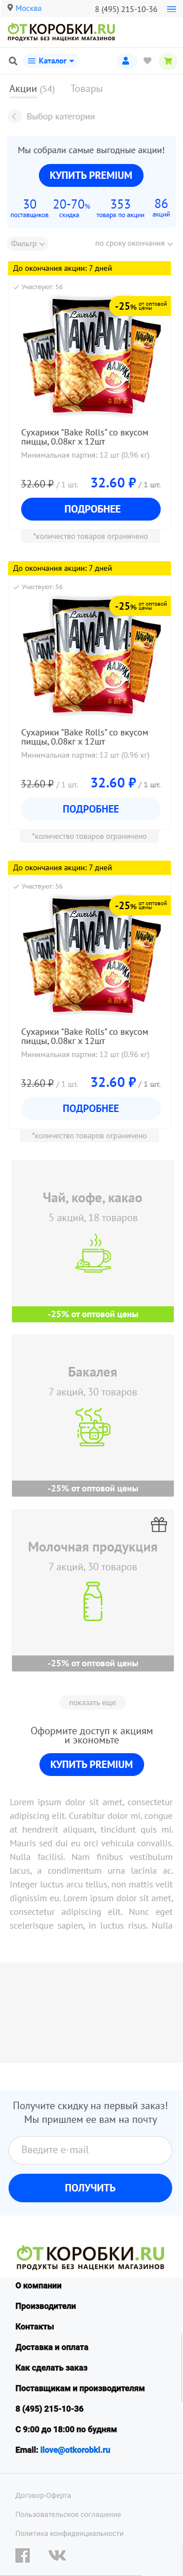 Москва
8 (495) 215-10-36
ОТКОРОБКИ.RU
ПРОДУКТЫ БЕЗ НАЦЕНКИ МАГАЗИНОВ
Каталог
Акции (54)
Товары
Выбор категории
Мы собрали самые выгодные акции!
КУПИТЬ PREMIUM
30 поставщиков
20-70% скидка
353 товара по акции
86 акций
Фильтр
по сроку окончания
До окончания акции: 7 дней
Участвуют: 56
-25% от оптовой цены
Lavash
Сухарики "Bake Rolls" со вкусом
пиццы, 0.08кг х 12шт
Минимальная партия: 12 шт (0.96 кг)
32.60 ₽ / 1 шт.
32.60 ₽ / 1 шт.
ПОДРОБНЕЕ
*количество товаров ограничено
До окончания акции: 7 дней
Участвуют: 56
-25% от оптовой цены
Lavash
Сухарики "Bake Rolls" со вкусом
пиццы, 0.08кг х 12шт
Минимальная партия: 12 шт (0.96 кг)
32.60 ₽ / 1 шт.
32.60 ₽ / 1 шт.
ПОДРОБНЕЕ
*количество товаров ограничено
До окончания акции: 7 дней
Участвуют: 56
-25% от оптовой цены
Lavash
Сухарики "Bake Rolls" со вкусом
пиццы, 0.08кг х 12шт
Минимальная партия: 12 шт (0.96 кг)
32.60 ₽ / 1 шт.
32.60 ₽ / 1 шт.
ПОДРОБНЕЕ
*количество товаров ограничено
Чай, кофе, какао
5 акций, 18 товаров
-25% от оптовой цены
Бакалея
7 акций, 30 товаров
-25% от оптовой цены
Молочная продукция
7 акций, 30 товаров
-25% от оптовой цены
показать еще
Оформите доступ к акциям
и экономьте
КУПИТЬ PREMIUM
Lorem ipsum dolor sit amet, consectetur
adipiscing elit. Curabitur dolor mi, congue
at hendrerit aliquam, tincidunt quis mi.
Mauris sed dui eu orci vehicula convallis.
Nulla facilisi. Nam finibus vestibulum
lacus, a condimentum urna lacinia ac.
Integer luctus arcu tellus, non mattis velit
dignissim eu. Lorem ipsum dolor sit amet,
consectetur adipiscing elit. Nunc eget
scelerisque sapien, in luctus risus. Nulla
Получите скидку на первый заказ!
Мы пришлем ее вам на почту
Введите e-mail
ПОЛУЧИТЬ
ОТКОРОБКИ.RU
ПРОДУКТЫ БЕЗ НАЦЕНКИ МАГАЗИНОВ
О компании
Производители
Контакты
Доставка и оплата
Как сделать заказ
Поставщикам и производителям
8 (495) 215-10-36
С 9:00 до 18:00 по будням
Email: ilove@otkorobki.ru
Договор-Оферта
Пользовательское соглашение
Политика конфиденциальности